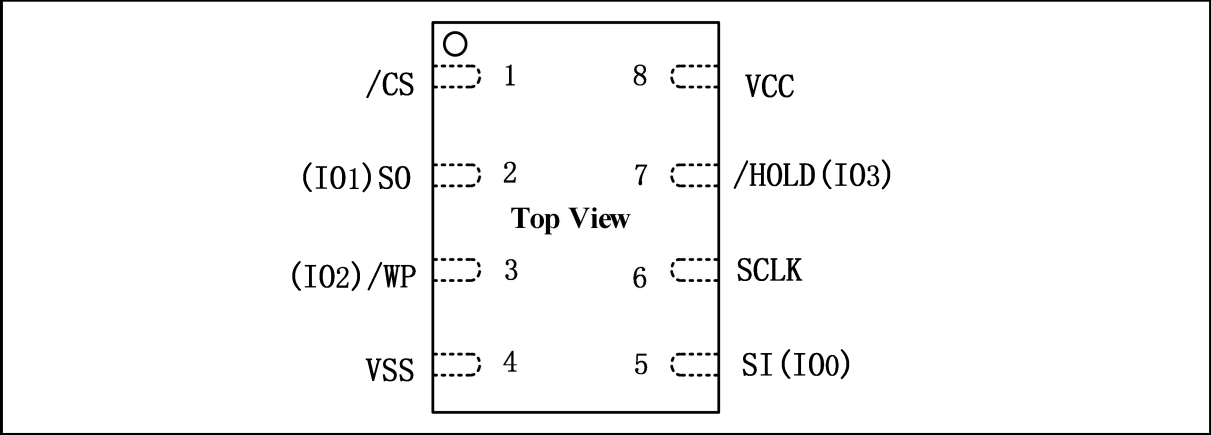 /CS 1 8 VCC
(IO1)SO 2 7 /HOLD(IO3)
Top View
(IO2)/WP 3 6 SCLK
VSS 4 5 SI(IO0)